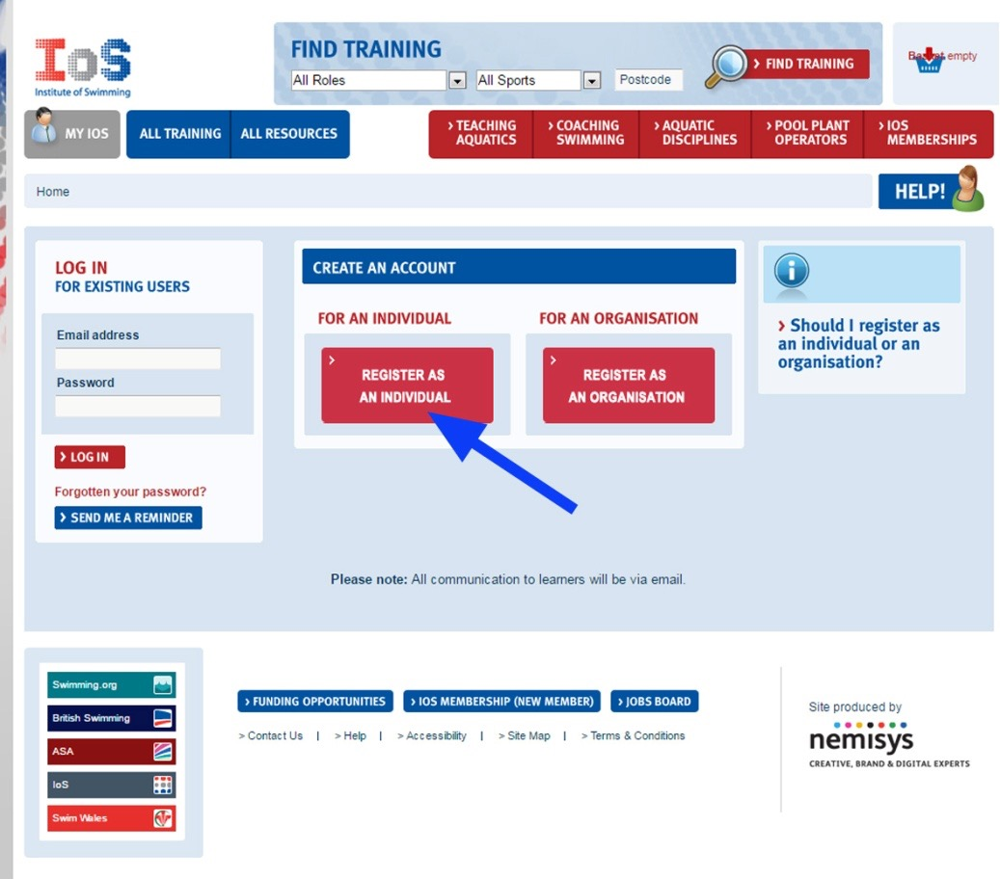 IoS
Institute of Swimming
FIND TRAINING
All Roles
All Sports
Postcode
> FIND TRAINING
Basket empty
MY IOS
ALL TRAINING
ALL RESOURCES
> TEACHING
AQUATICS
> COACHING
SWIMMING
> AQUATIC
DISCIPLINES
> POOL PLANT
OPERATORS
> IOS
MEMBERSHIPS
Home
HELP!
LOG IN
FOR EXISTING USERS
Email address
Password
> LOG IN
Forgotten your password?
> SEND ME A REMINDER
CREATE AN ACCOUNT
FOR AN INDIVIDUAL
> REGISTER AS
AN INDIVIDUAL
FOR AN ORGANISATION
> REGISTER AS
AN ORGANISATION
i
> Should I register as
an individual or an
organisation?
Please note: All communication to learners will be via email.
Swimming.org
British Swimming
ASA
IoS
Swim Wales
> FUNDING OPPORTUNITIES
> IOS MEMBERSHIP (NEW MEMBER)
> JOBS BOARD
> Contact Us | > Help | > Accessibility | > Site Map | > Terms & Conditions
Site produced by
nemisys
CREATIVE, BRAND & DIGITAL EXPERTS